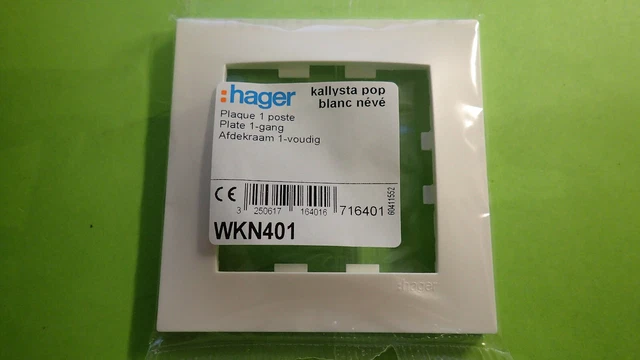 :hager
kallysta pop
blanc névé
Plaque 1 poste
Plate 1-gang
Afdekraam 1-voudig
CE
3 250617 164016
716401
60411552
WKN401
:hager